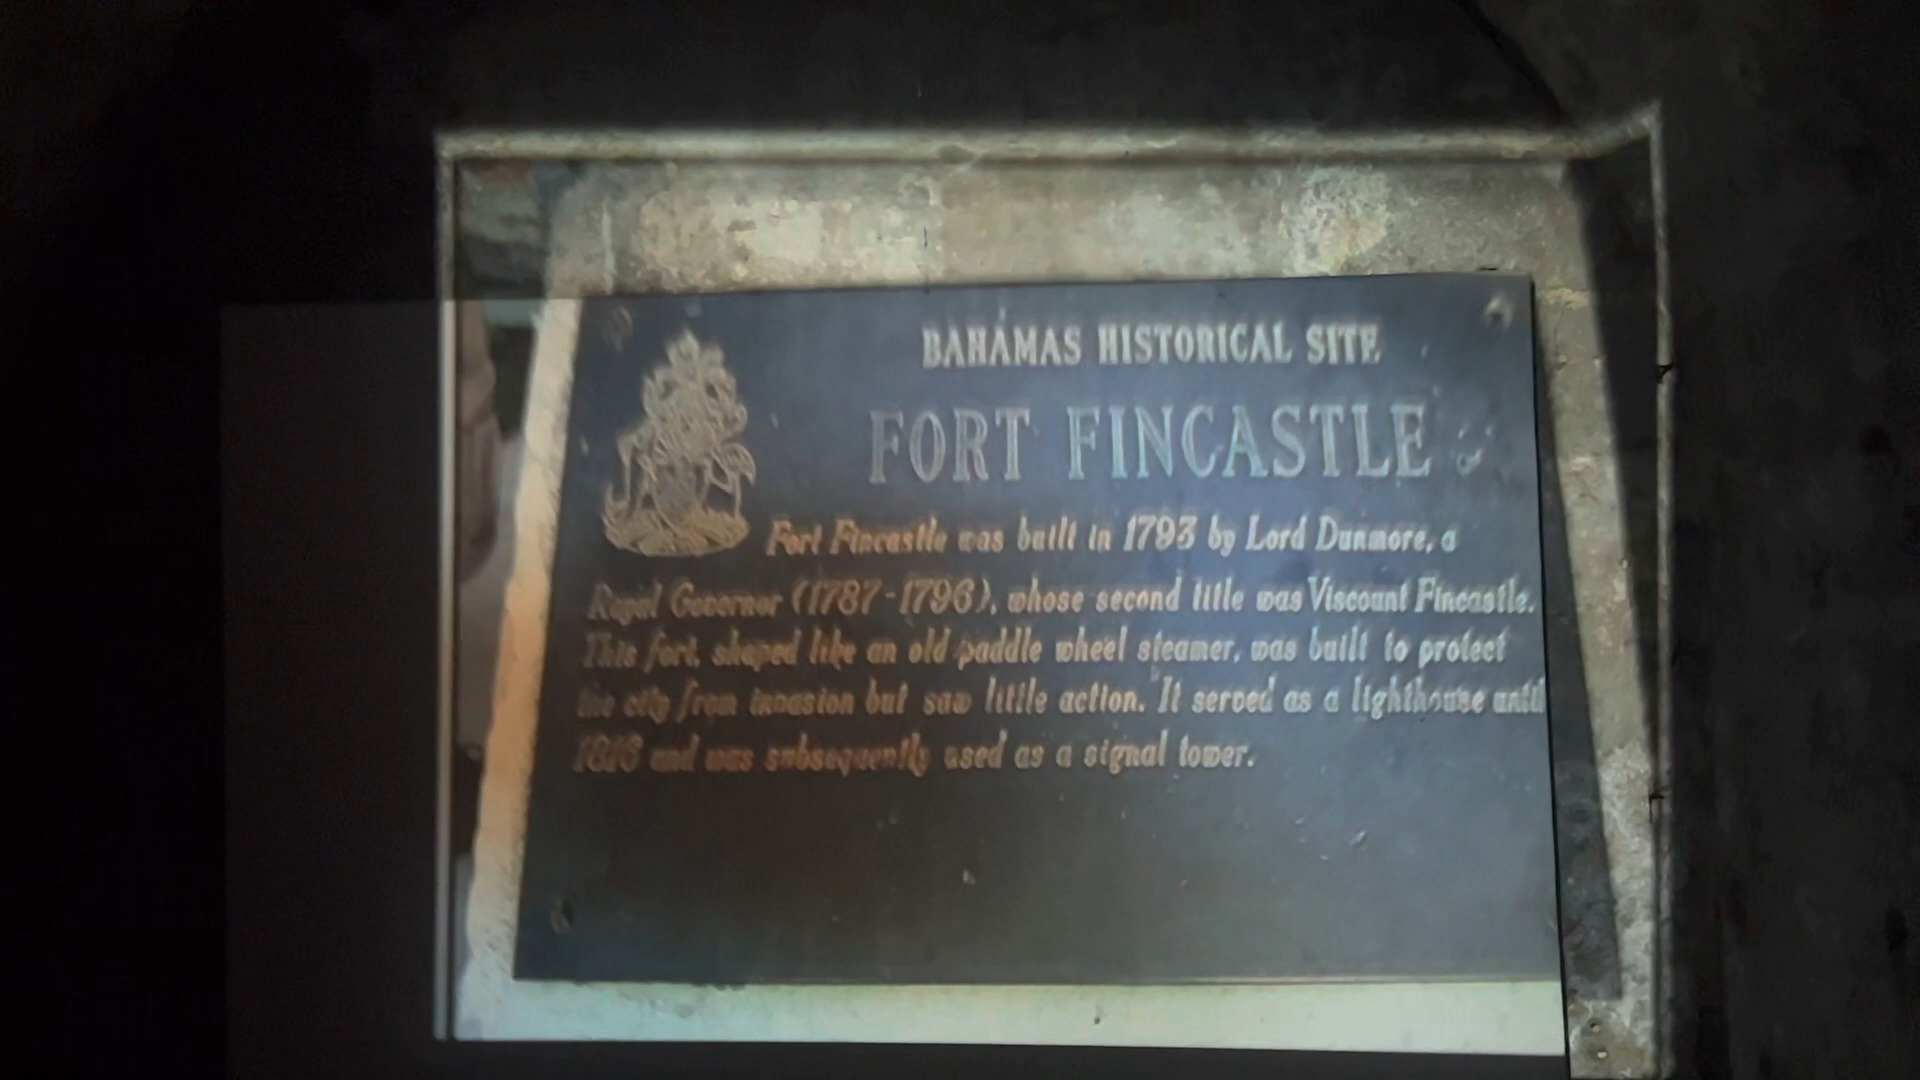 BAHAMAS HISTORICAL SITE
FORT FINCASTLE
Fort Fincastle was built in 1793 by Lord Dunmore, a
Royal Governor (1787-1796), whose second title was Viscount Fincastle.
This fort, shaped like an old paddle wheel steamer, was built to protect
the city from invasion but saw little action. It served as a lighthouse until
1816 and was subsequently used as a signal tower.